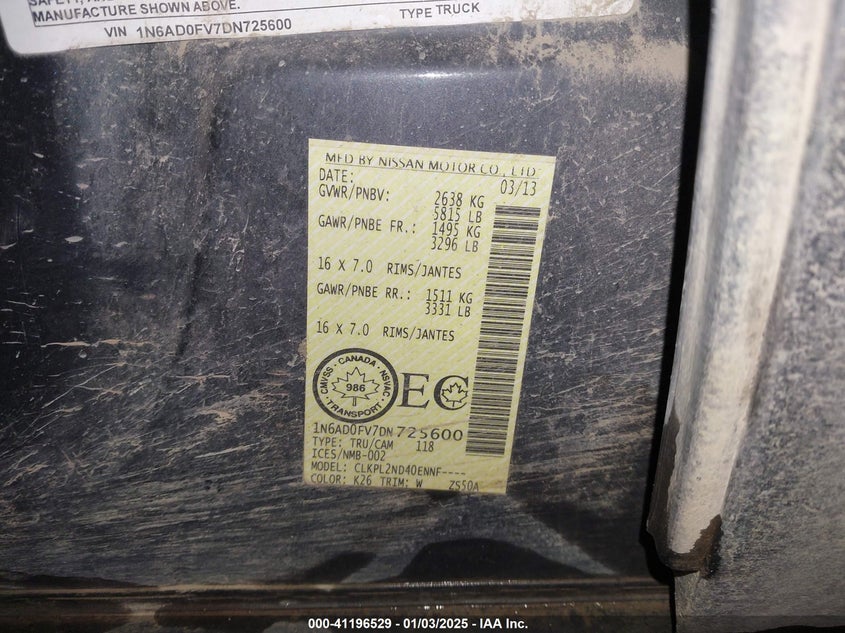 MANUFACTURE SHOWN ABOVE.
TYPE TRUCK
VIN 1N6AD0FV7DN725600
MFD BY NISSAN MOTOR CO., LTD.
DATE: 03/13
GVWR/PNBV: 2638 KG
5815 LB
GAWR/PNBE FR.: 1495 KG
3296 LB
16 X 7.0 RIMS/JANTES
GAWR/PNBE RR.: 1511 KG
3331 LB
16 X 7.0 RIMS/JANTES
CANADA
CMVSS NSVAC
986
TRANSPORT
EC
1N6AD0FV7DN 725600
TYPE: TRU/CAM 118
ICES/NMB-002
MODEL: CLKPL2ND40ENNF----
COLOR: K26 TRIM: W ZS50A
000-41196529 - 01/03/2025 - IAA Inc.